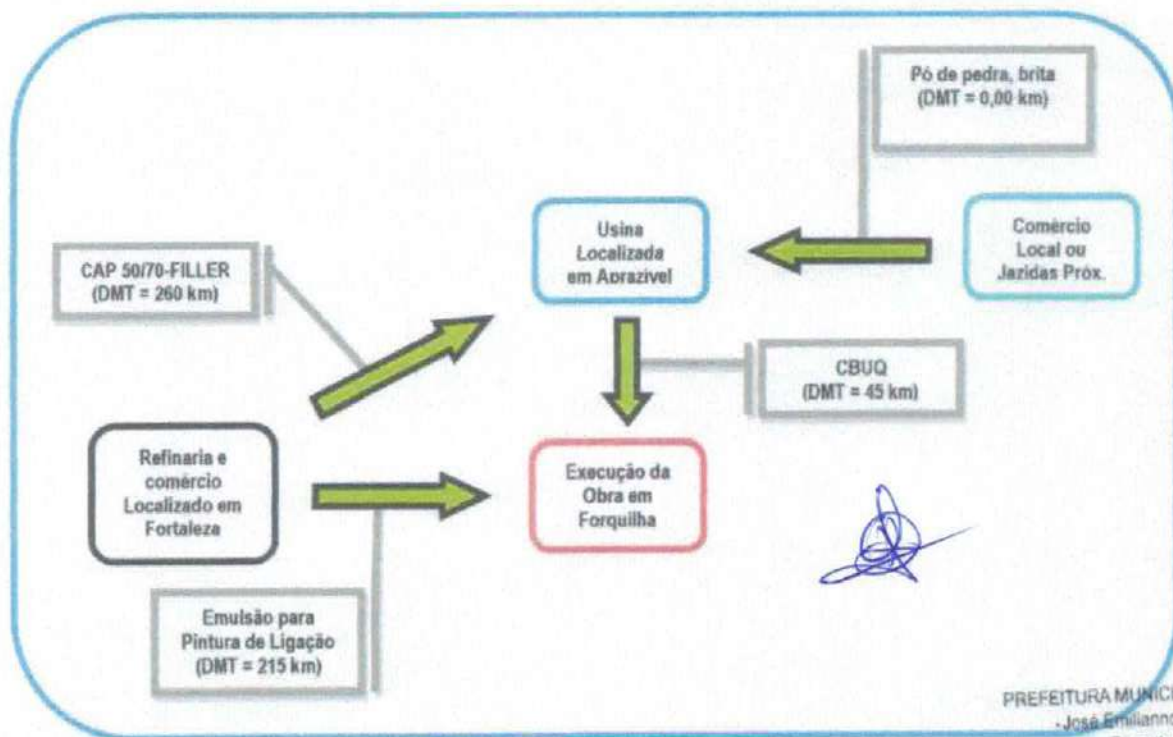 Pó de pedra, brita
(DMT = 0,00 km)
Usina
Localizada
em Aprazível
Comércio
Local ou
Jazidas Próx.
CAP 50/70-FILLER
(DMT = 260 km)
CBUQ
(DMT = 45 km)
Refinaria e
comércio
Localizado em
Fortaleza
Execução da
Obra em
Forquilha
Emulsão para
Pintura de Ligação
(DMT = 215 km)
PREFEITURA MUNICI
- José Emilianno